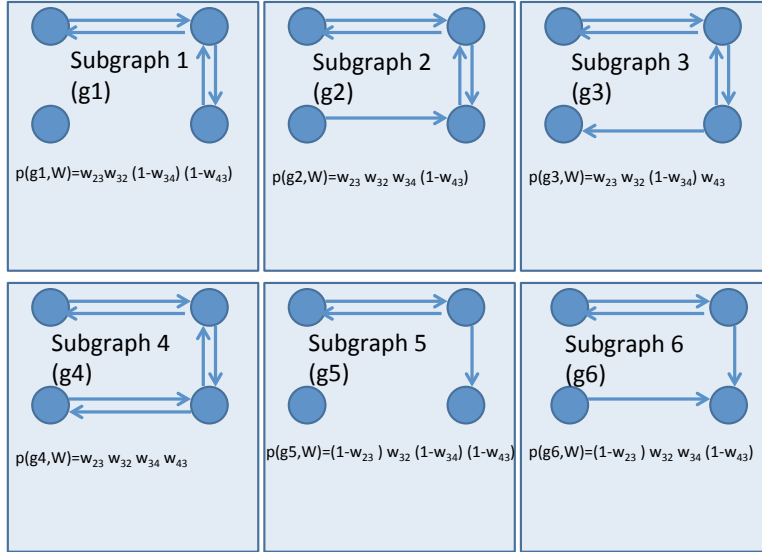 Subgraph 1
(g1)
p(g1,W)=w₂₃w₃₂ (1-w₃₄) (1-w₄₃)
Subgraph 2
(g2)
p(g2,W)=w₂₃ w₃₂ w₃₄ (1-w₄₃)
Subgraph 3
(g3)
p(g3,W)=w₂₃ w₃₂ (1-w₃₄) w₄₃
Subgraph 4
(g4)
p(g4,W)=w₂₃ w₃₂ w₃₄ w₄₃
Subgraph 5
(g5)
p(g5,W)=(1-w₂₃ ) w₃₂ (1-w₃₄) (1-w₄₃)
Subgraph 6
(g6)
p(g6,W)=(1-w₂₃ ) w₃₂ w₃₄ (1-w₄₃)